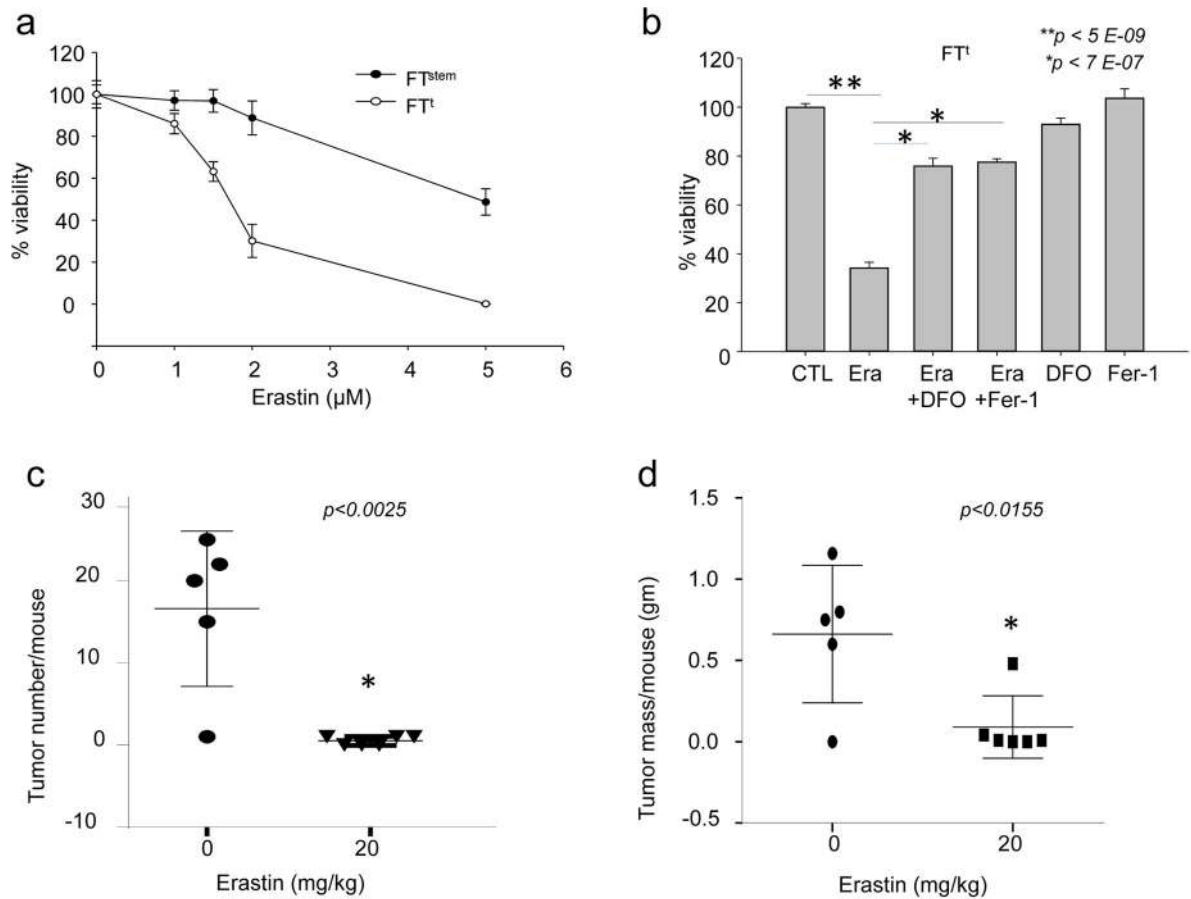 a
120
100
80
60
40
20
0
% viability
0 1 2 3 4 5 6
Erastin (µM)
FTstem
FTt
b
FTt
**p < 5 E-09
*p < 7 E-07
120
100
80
60
40
20
0
% viability
**
*
*
CTL Era Era Era DFO Fer-1
+DFO +Fer-1
c
30
20
10
0
-10
Tumor number/mouse
p<0.0025
*
0 20
Erastin (mg/kg)
d
1.5
1.0
0.5
0.0
-0.5
Tumor mass/mouse (gm)
p<0.0155
*
0 20
Erastin (mg/kg)